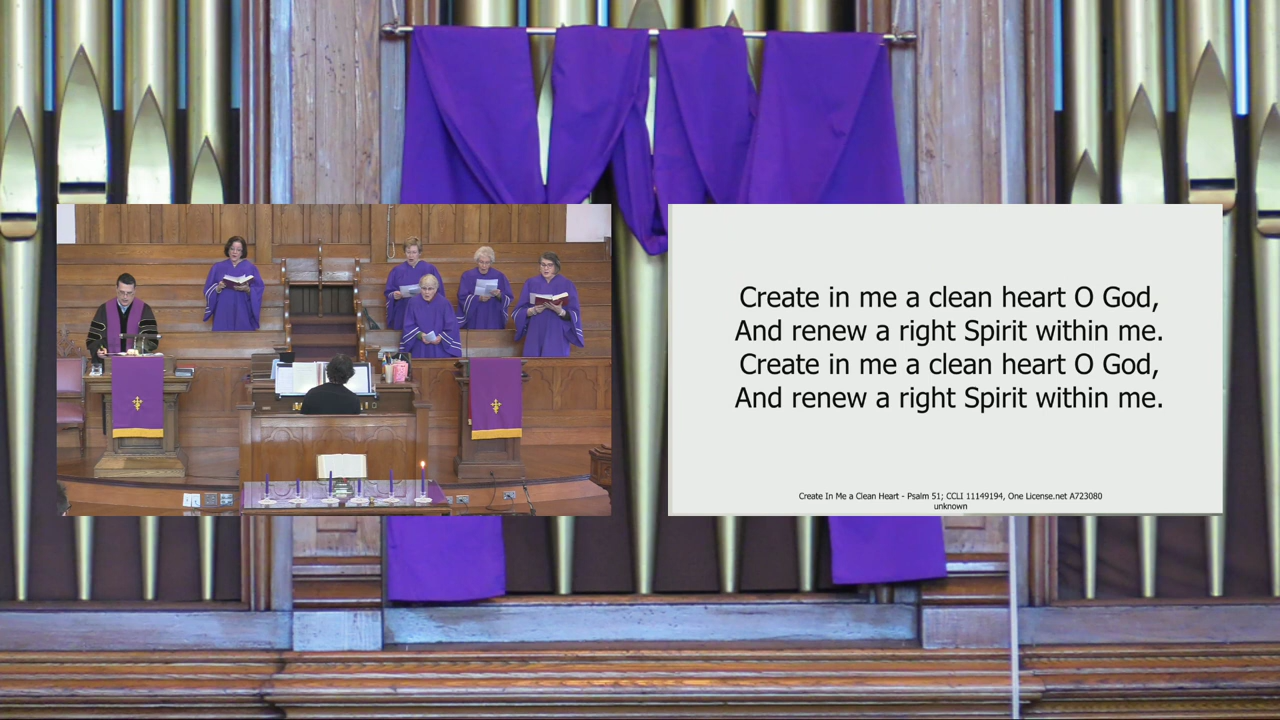 Create in me a clean heart O God,
And renew a right Spirit within me.
Create in me a clean heart O God,
And renew a right Spirit within me.
Create In Me a Clean Heart - Psalm 51; CCLI 11149194, One License.net A723080
unknown